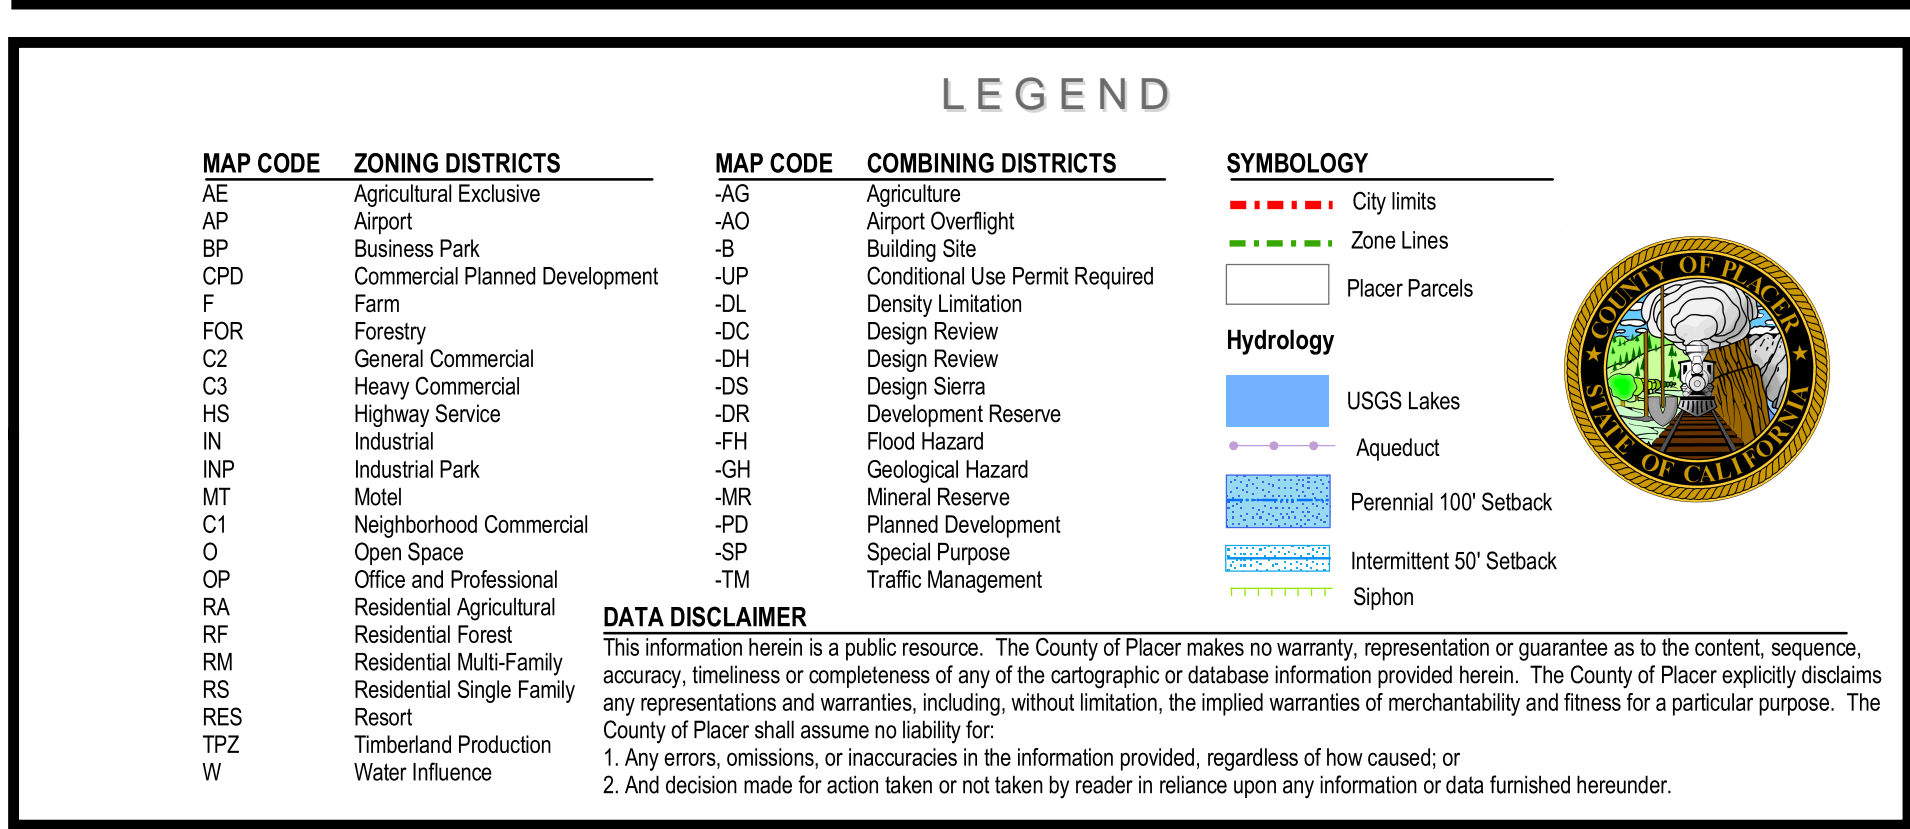 LEGEND
MAP CODE ZONING DISTRICTS
AE Agricultural Exclusive
AP Airport
BP Business Park
CPD Commercial Planned Development
F Farm
FOR Forestry
C2 General Commercial
C3 Heavy Commercial
HS Highway Service
IN Industrial
INP Industrial Park
MT Motel
C1 Neighborhood Commercial
O Open Space
OP Office and Professional
RA Residential Agricultural
RF Residential Forest
RM Residential Multi-Family
RS Residential Single Family
RES Resort
TPZ Timberland Production
W Water Influence
MAP CODE COMBINING DISTRICTS
-AG Agriculture
-AO Airport Overflight
-B Building Site
-UP Conditional Use Permit Required
-DL Density Limitation
-DC Design Review
-DH Design Review
-DS Design Sierra
-DR Development Reserve
-FH Flood Hazard
-GH Geological Hazard
-MR Mineral Reserve
-PD Planned Development
-SP Special Purpose
-TM Traffic Management
SYMBOLOGY
City limits
Zone Lines
Placer Parcels
Hydrology
USGS Lakes
Aqueduct
Perennial 100' Setback
Intermittent 50' Setback
Siphon
COUNTY OF PLACER
STATE OF CALIFORNIA
DATA DISCLAIMER
This information herein is a public resource. The County of Placer makes no warranty, representation or guarantee as to the content, sequence,
accuracy, timeliness or completeness of any of the cartographic or database information provided herein. The County of Placer explicitly disclaims
any representations and warranties, including, without limitation, the implied warranties of merchantability and fitness for a particular purpose. The
County of Placer shall assume no liability for:
1. Any errors, omissions, or inaccuracies in the information provided, regardless of how caused; or
2. And decision made for action taken or not taken by reader in reliance upon any information or data furnished hereunder.